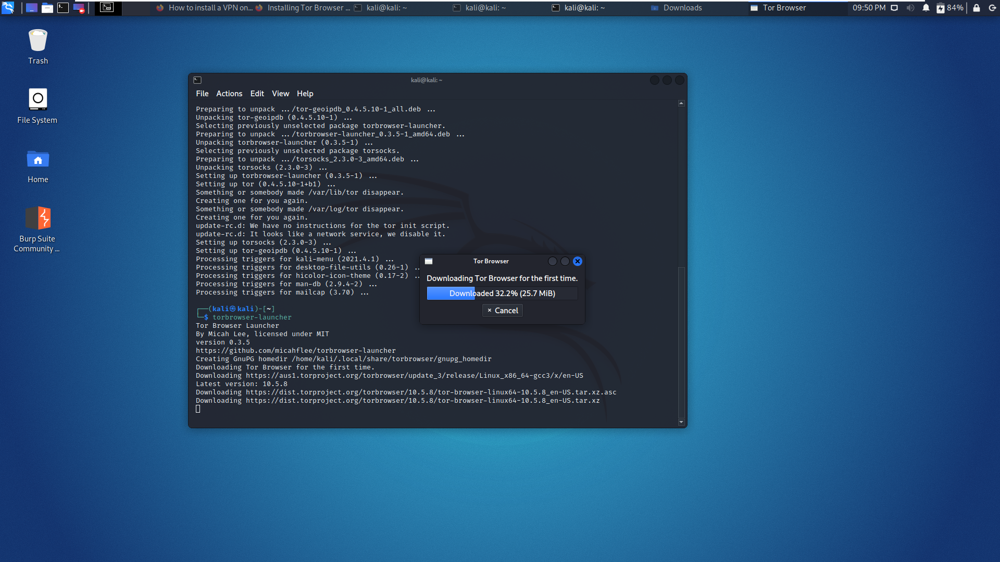 How to install a VPN on...
Installing Tor Browser ...
kali@kali: ~
kali@kali: ~
kali@kali: ~
Downloads
Tor Browser
09:50 PM
84%
Trash
File System
Home
Burp Suite
Community ...
kali@kali: ~
File Actions Edit View Help
Preparing to unpack .../tor-geoipdb_0.4.5.10-1_all.deb ...
Unpacking tor-geoipdb (0.4.5.10-1) ...
Selecting previously unselected package torbrowser-launcher.
Preparing to unpack .../torbrowser-launcher_0.3.5-1_amd64.deb ...
Unpacking torbrowser-launcher (0.3.5-1) ...
Selecting previously unselected package torsocks.
Preparing to unpack .../torsocks_2.3.0-3_amd64.deb ...
Unpacking torsocks (2.3.0-3) ...
Setting up torbrowser-launcher (0.3.5-1) ...
Setting up tor (0.4.5.10-1+b1) ...
Something or somebody made /var/lib/tor disappear.
Creating one for you again.
Something or somebody made /var/log/tor disappear.
Creating one for you again.
update-rc.d: We have no instructions for the tor init script.
update-rc.d: It looks like a network service, we disable it.
Setting up torsocks (2.3.0-3) ...
Setting up tor-geoipdb (0.4.5.10-1) ...
Processing triggers for kali-menu (2021.4.1) ...
Processing triggers for desktop-file-utils (0.26-1) ..
Processing triggers for hicolor-icon-theme (0.17-2) ..
Processing triggers for man-db (2.9.4-2) ...
Processing triggers for mailcap (3.70) ...
┌──(kali㉿kali)-[~]
└─$ torbrowser-launcher
Tor Browser Launcher
By Micah Lee, licensed under MIT
version 0.3.5
https://github.com/micahflee/torbrowser-launcher
Creating GnuPG homedir /home/kali/.local/share/torbrowser/gnupg_homedir
Downloading Tor Browser for the first time.
Downloading https://aus1.torproject.org/torbrowser/update_3/release/Linux_x86_64-gcc3/x/en-US
Latest version: 10.5.8
Downloading https://dist.torproject.org/torbrowser/10.5.8/tor-browser-linux64-10.5.8_en-US.tar.xz.asc
Downloading https://dist.torproject.org/torbrowser/10.5.8/tor-browser-linux64-10.5.8_en-US.tar.xz
Tor Browser
Downloading Tor Browser for the first time.
Downloaded 32.2% (25.7 MiB)
× Cancel